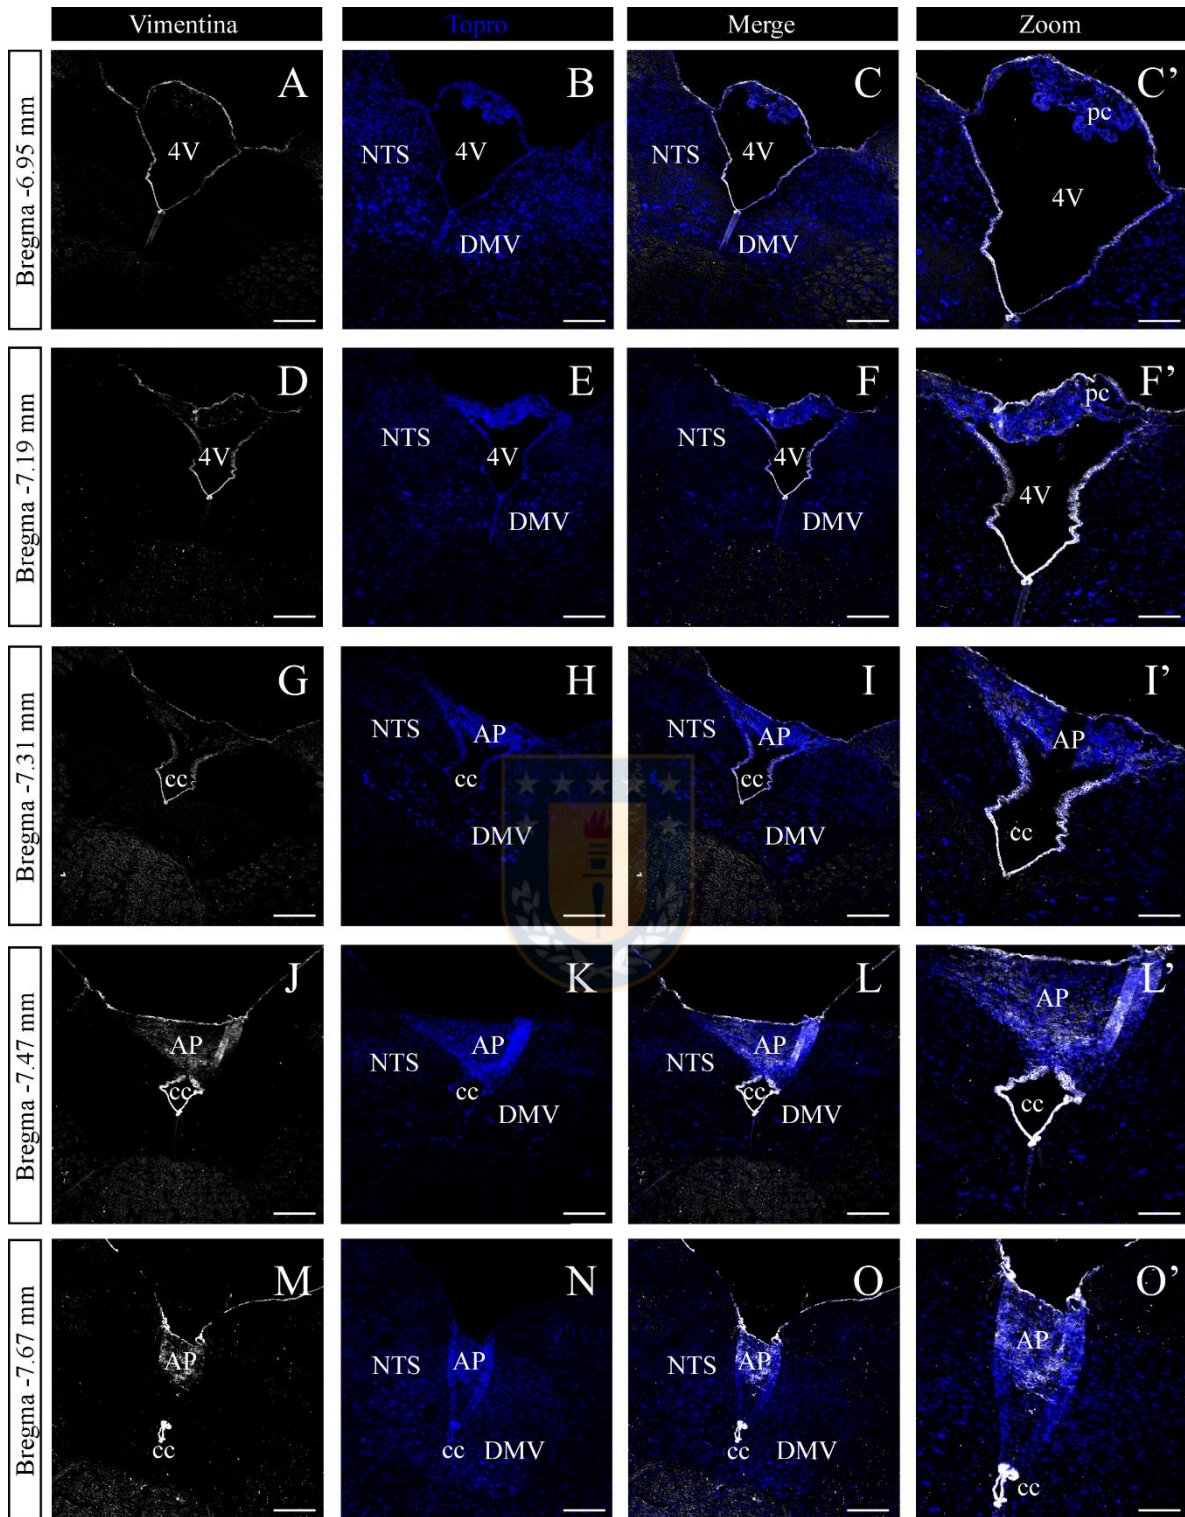 Vimentina Topro Merge Zoom
Bregma -6.95 mm
A B C C'
4V NTS 4V DMV NTS 4V DMV pc 4V
Bregma -7.19 mm
D E F F'
4V NTS 4V DMV NTS 4V DMV pc 4V
Bregma -7.31 mm
G H I I'
cc NTS AP cc DMV NTS AP cc DMV AP cc
Bregma -7.47 mm
J K L L'
AP cc NTS AP cc DMV NTS AP cc DMV AP cc
Bregma -7.67 mm
M N O O'
AP cc NTS AP cc DMV NTS AP cc DMV AP cc